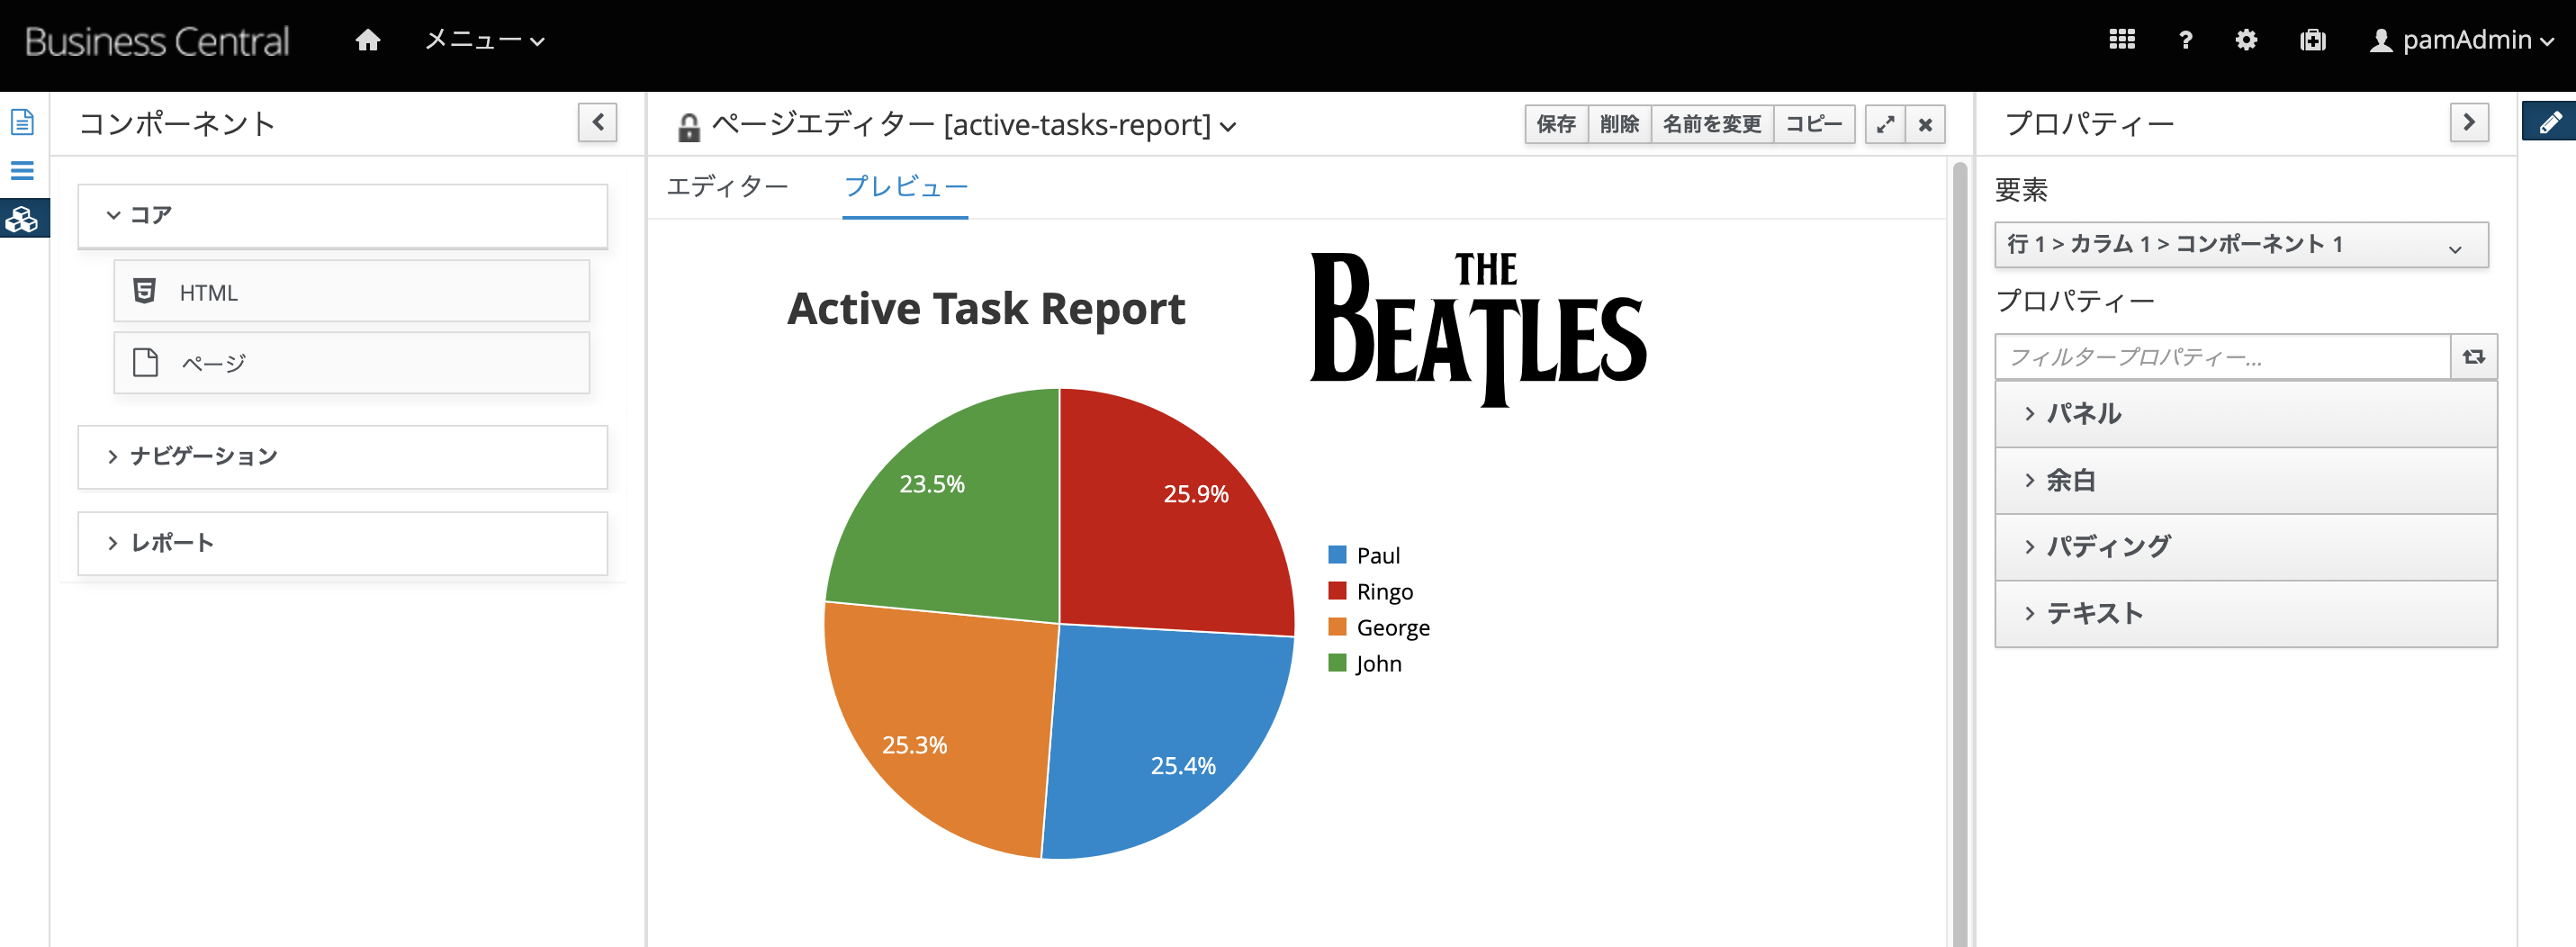 Business Central
メニュー
?
pamAdmin
コンポーネント
コア
HTML
ページ
ナビゲーション
レポート
ページエディター [active-tasks-report]
保存 削除 名前を変更 コピー
エディター プレビュー
Active Task Report
THE
BEATLES
23.5%
25.9%
25.3%
25.4%
Paul
Ringo
George
John
プロパティー
要素
行 1 > カラム 1 > コンポーネント 1
プロパティー
フィルタープロパティー...
パネル
余白
パディング
テキスト